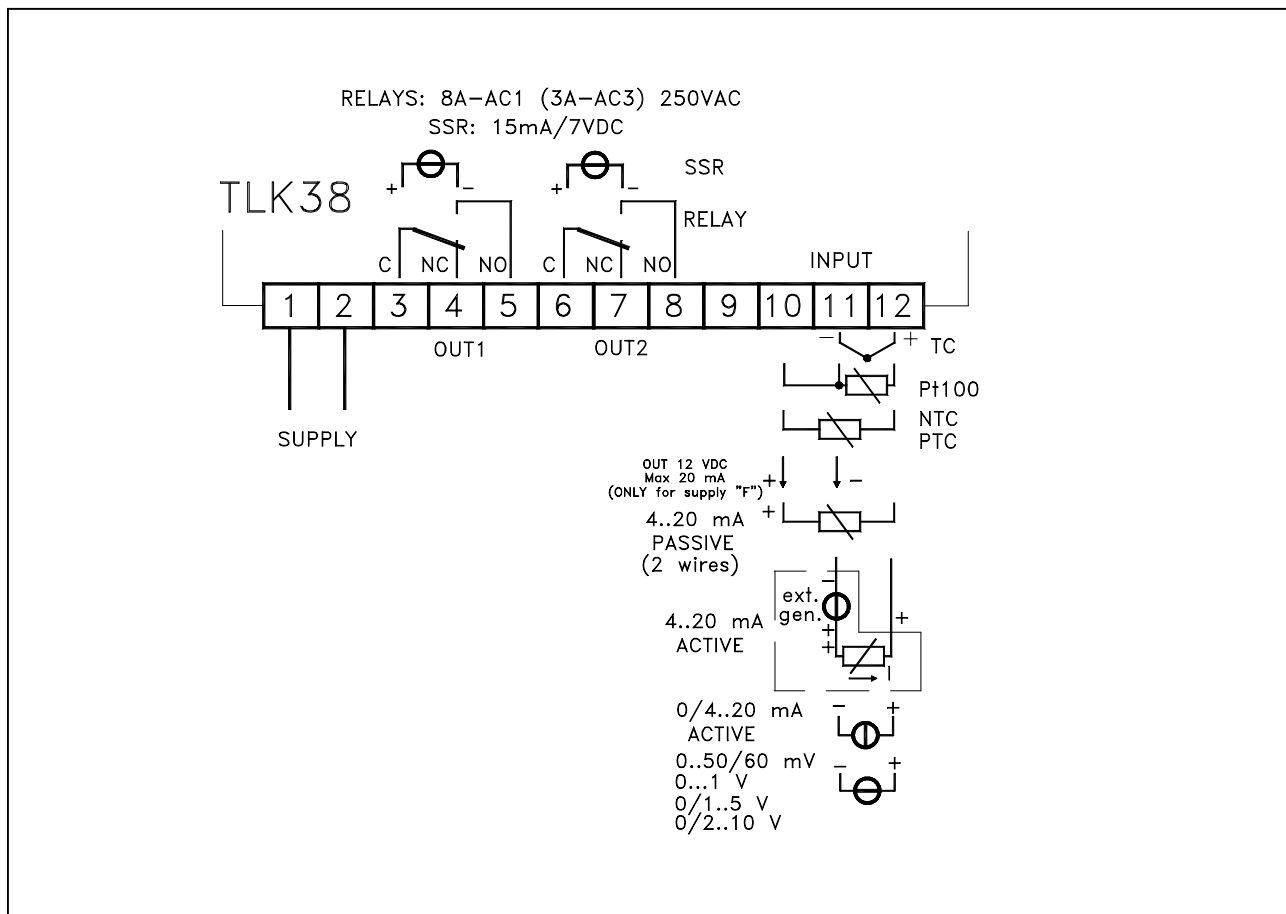 RELAYS: 8A-AC1 (3A-AC3) 250VAC
SSR: 15mA/7VDC
+ - + - SSR
TLK38
RELAY
C NC NO C NC NO INPUT
1 2 3 4 5 6 7 8 9 10 11 12
OUT1 OUT2 - + TC
Pt100
NTC
PTC
SUPPLY
OUT 12 VDC
Max 20 mA
(ONLY for supply "F")
+ -
4..20 mA +
PASSIVE
(2 wires)
-
ext.
gen.
+
+
+
4..20 mA
ACTIVE
I
0/4..20 mA - +
ACTIVE
0..50/60 mV - +
0...1 V
0/1..5 V
0/2..10 V